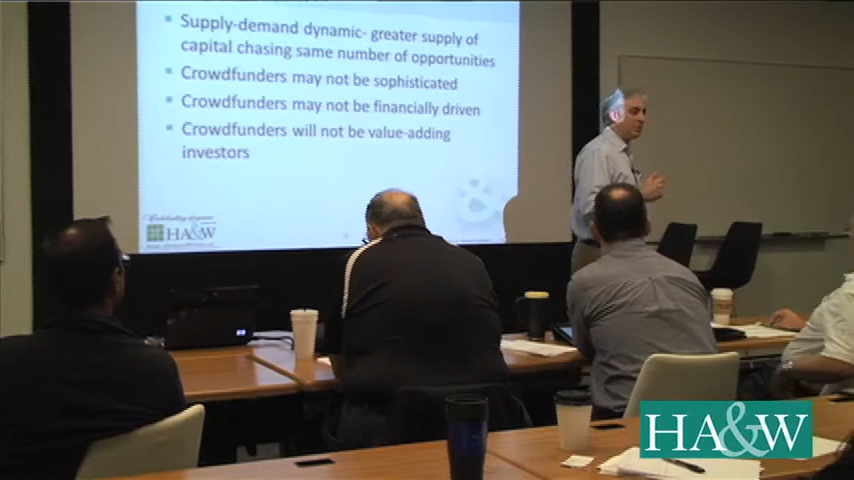 Supply-demand dynamic- greater supply of
capital chasing same number of opportunities
Crowdfunders may not be sophisticated
Crowdfunders may not be financially driven
Crowdfunders will not be value-adding
investors
HA&W
HA&W